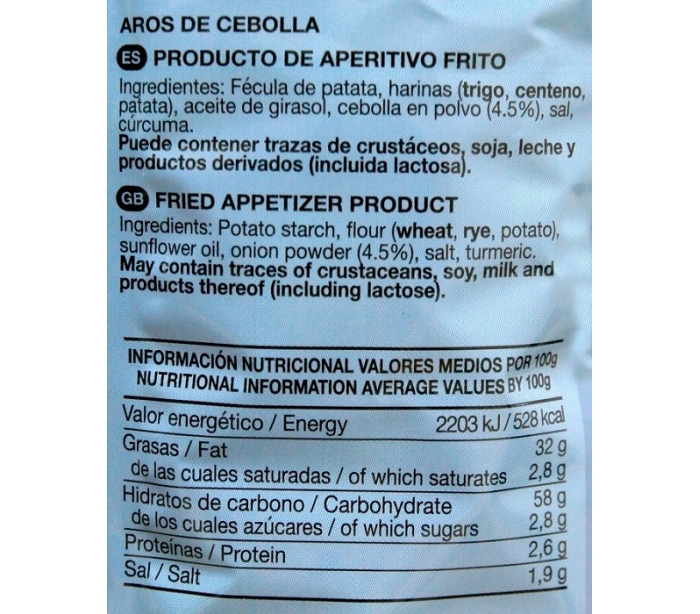 AROS DE CEBOLLA
ES PRODUCTO DE APERITIVO FRITO
Ingredientes: Fécula de patata, harinas (trigo, centeno,
patata), aceite de girasol, cebolla en polvo (4.5%), sal,
cúrcuma.
Puede contener trazas de crustáceos, soja, leche y
productos derivados (incluida lactosa).
GB FRIED APPETIZER PRODUCT
Ingredients: Potato starch, flour (wheat, rye, potato),
sunflower oil, onion powder (4.5%), salt, turmeric.
May contain traces of crustaceans, soy, milk and
products thereof (including lactose).
INFORMACIÓN NUTRICIONAL VALORES MEDIOS POR 100g
NUTRITIONAL INFORMATION AVERAGE VALUES BY 100g
Valor energético / Energy 2203 kJ / 528 kcal
Grasas / Fat 32 g
de las cuales saturadas / of which saturates 2,8 g
Hidratos de carbono / Carbohydrate 58 g
de los cuales azúcares / of which sugars 2,8 g
Proteínas / Protein 2,6 g
Sal / Salt 1,9 g